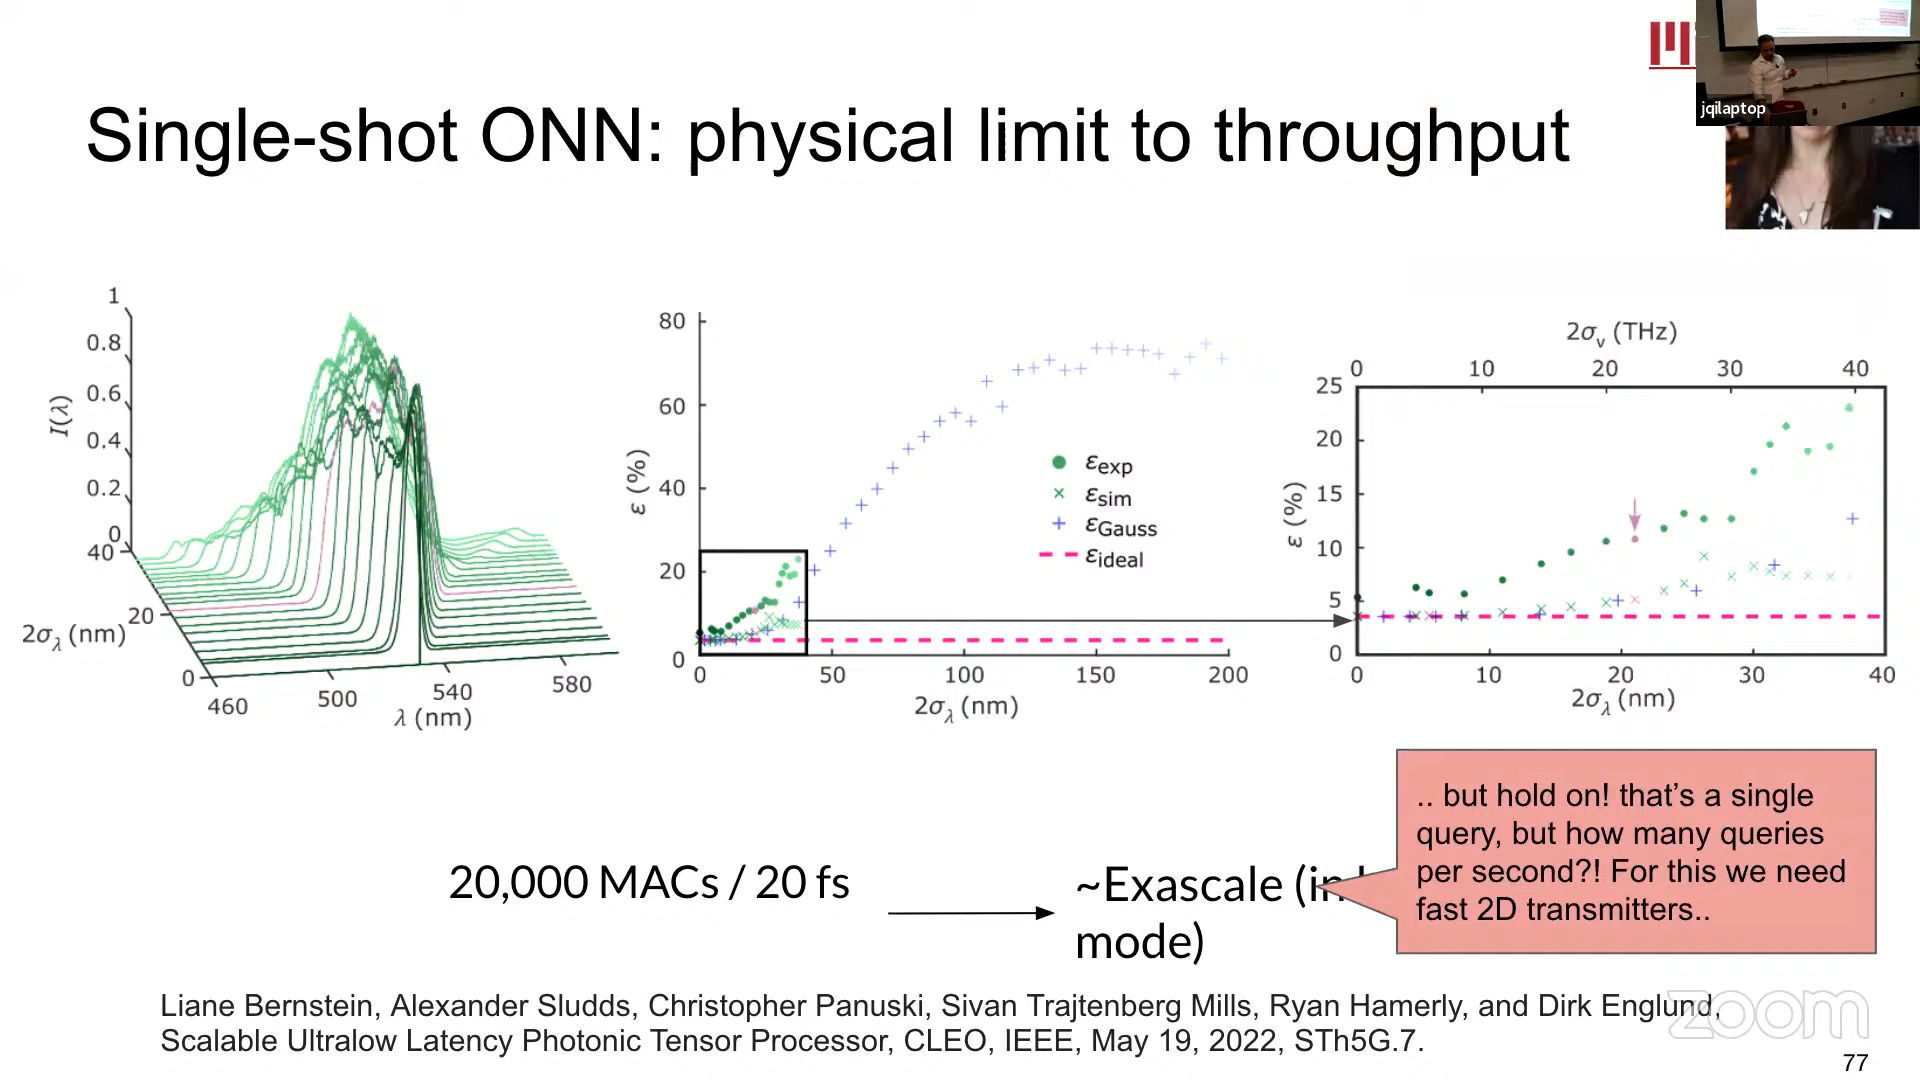 jqilaptop
Single-shot ONN: physical limit to throughput
1
0.8
0.6
0.4
0.2
0
I(λ)
40
20
0
2σλ (nm)
460
500
540
580
λ (nm)
80
60
40
20
0
ε (%)
εexp
εsim
εGauss
εideal
0
50
100
150
200
2σλ (nm)
2σν (THz)
0
10
20
30
40
25
20
15
10
5
0
ε (%)
0
10
20
30
40
2σλ (nm)
20,000 MACs / 20 fs
~Exascale (in
mode)
.. but hold on! that’s a single
query, but how many queries
per second?! For this we need
fast 2D transmitters..
Liane Bernstein, Alexander Sludds, Christopher Panuski, Sivan Trajtenberg Mills, Ryan Hamerly, and Dirk Englund,
Scalable Ultralow Latency Photonic Tensor Processor, CLEO, IEEE, May 19, 2022, STh5G.7.
zoom
77